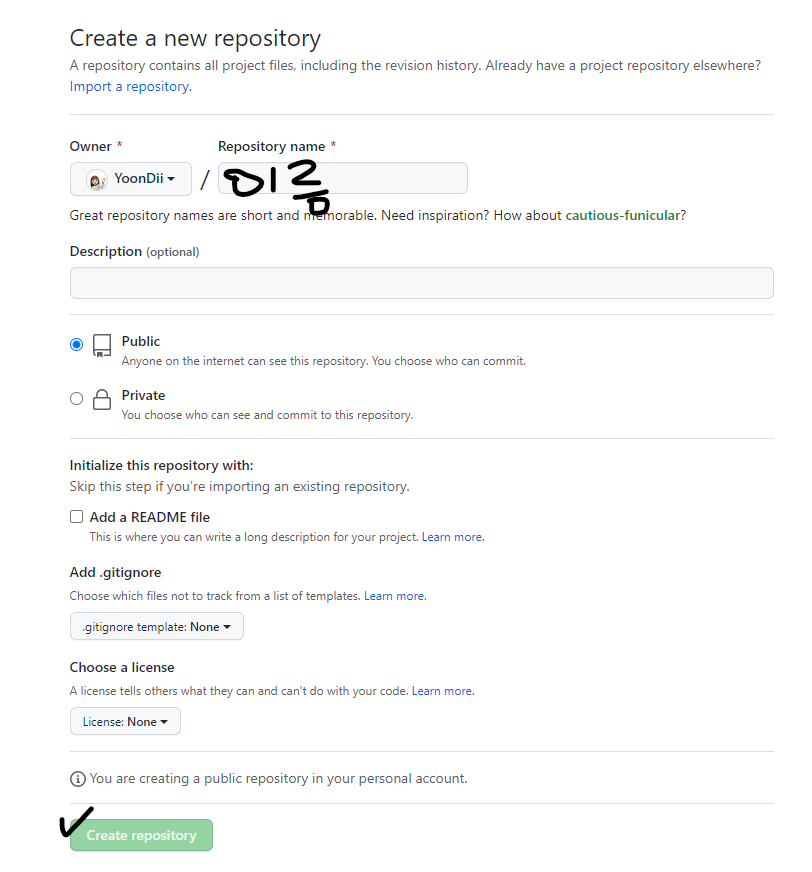 Create a new repository
A repository contains all project files, including the revision history. Already have a project repository elsewhere?
Import a repository.
Owner * Repository name *
YoonDii / 이름
Great repository names are short and memorable. Need inspiration? How about cautious-funicular?
Description (optional)
Public
Anyone on the internet can see this repository. You choose who can commit.
Private
You choose who can see and commit to this repository.
Initialize this repository with:
Skip this step if you're importing an existing repository.
Add a README file
This is where you can write a long description for your project. Learn more.
Add .gitignore
Choose which files not to track from a list of templates. Learn more.
.gitignore template: None
Choose a license
A license tells others what they can and can't do with your code. Learn more.
License: None
You are creating a public repository in your personal account.
Create repository